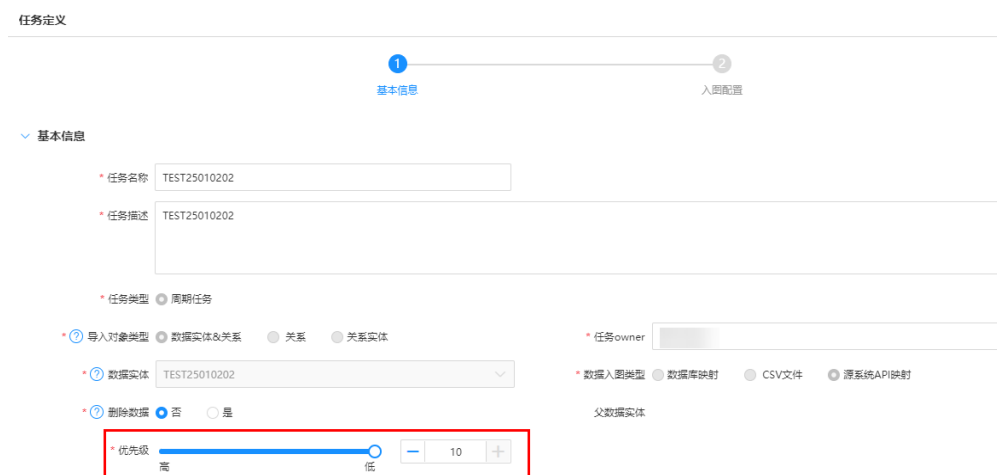 任务定义
1
2
基本信息
入图配置
基本信息
* 任务名称 TEST25010202
* 任务描述 TEST25010202
* 任务类型 周期任务
* ? 导入对象类型 数据实体&关系 关系 关系实体 * 任务owner
* ? 数据实体 TEST25010202 * 数据入图类型 数据库映射 CSV文件 源系统API映射
* ? 删除数据 否 是 父数据实体
* 优先级 10
高 低